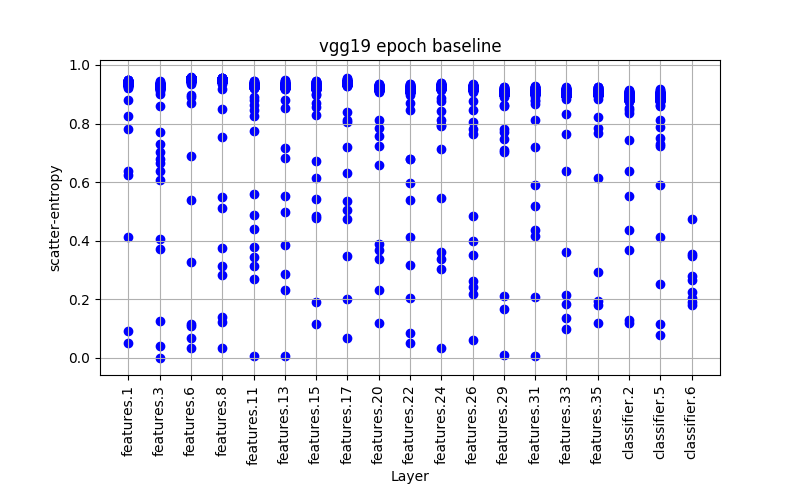 vgg19 epoch baseline
scatter-entropy
1.0
0.8
0.6
0.4
0.2
0.0
features.1
features.3
features.6
features.8
features.11
features.13
features.15
features.17
features.20
features.22
features.24
features.26
features.29
features.31
features.33
features.35
classifier.2
classifier.5
classifier.6
Layer